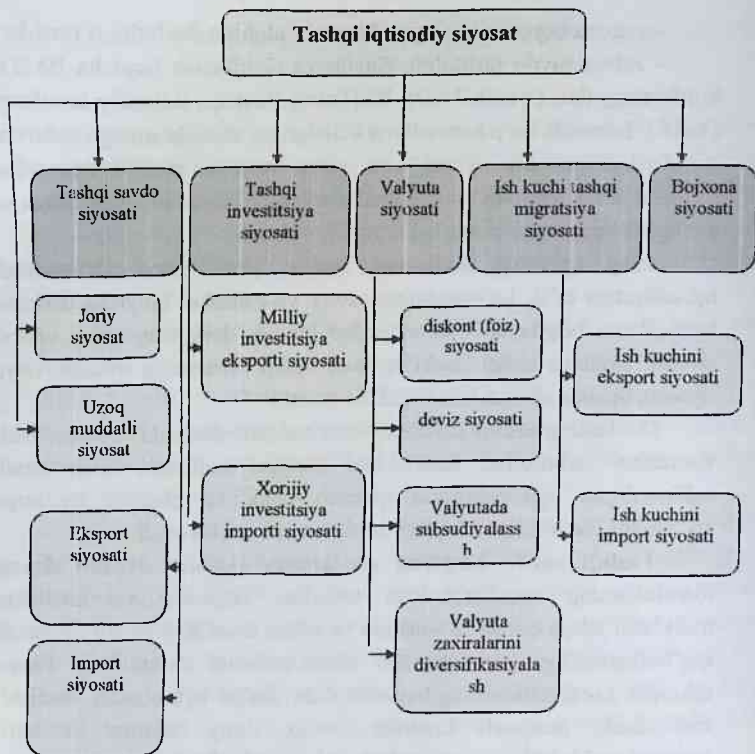 Tashqi iqtisodiy siyosat
Tashqi savdo
siyosati
Tashqi
investitsiya
siyosati
Valyuta
siyosati
Ish kuchi tashqi
migratsiya
siyosati
Bojxona
siyosati
Joriy
siyosat
Uzoq
muddatli
siyosat
Eksport
siyosati
Import
siyosati
Milliy
investitsiya
eksporti siyosati
Xorijiy
investitsiya
importi siyosati
diskont (foiz)
siyosati
deviz siyosati
Valyutada
subsudiyalass
h
Valyuta
zaxiralarini
diversifikasiyala
sh
Ish kuchini
eksport siyosati
Ish kuchini
import siyosati